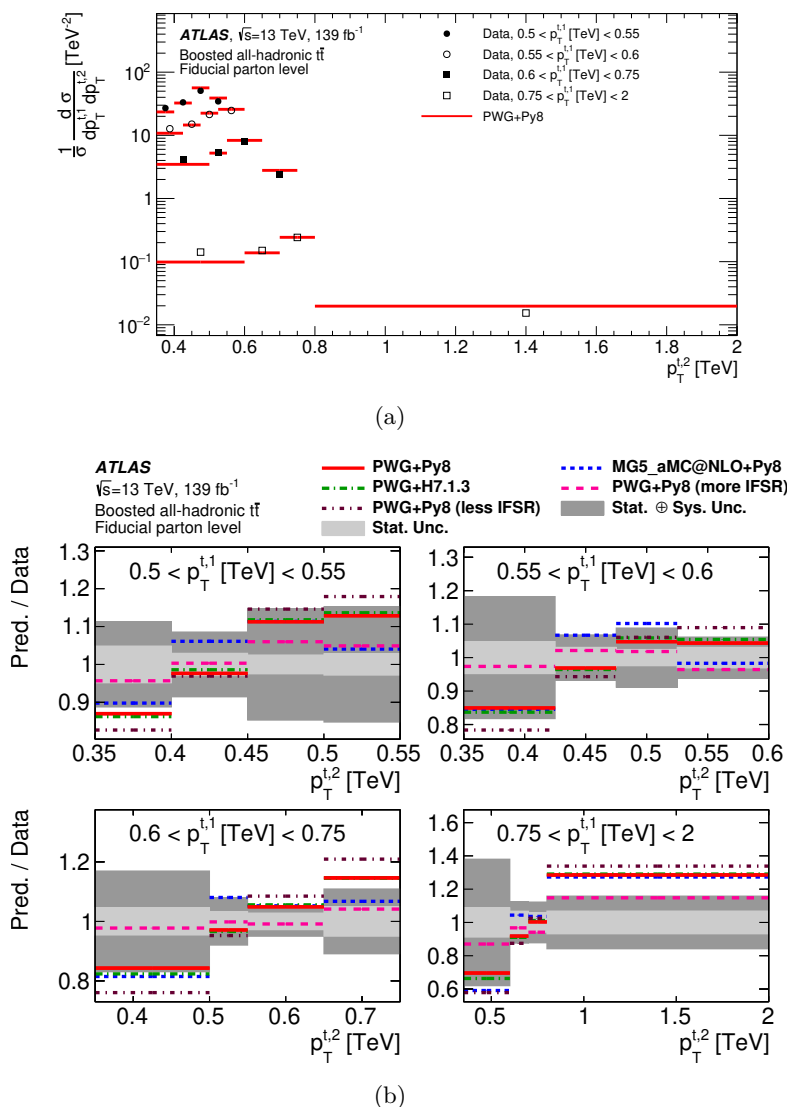 ATLAS, √s=13 TeV, 139 fb⁻¹
Boosted all-hadronic tt̄
Fiducial parton level
Data, 0.5 < p_T^{t,1} [TeV] < 0.55
Data, 0.55 < p_T^{t,1} [TeV] < 0.6
Data, 0.6 < p_T^{t,1} [TeV] < 0.75
Data, 0.75 < p_T^{t,1} [TeV] < 2
PWG+Py8
1/σ d σ / dp_T^{t,1} dp_T^{t,2} [TeV⁻²]
10²
10
1
10⁻¹
10⁻²
0.4 0.6 0.8 1 1.2 1.4 1.6 1.8 2
p_T^{t,2} [TeV]
(a)
ATLAS
√s=13 TeV, 139 fb⁻¹
Boosted all-hadronic tt̄
Fiducial parton level
PWG+Py8
PWG+H7.1.3
PWG+Py8 (less IFSR)
Stat. Unc.
MG5_aMC@NLO+Py8
PWG+Py8 (more IFSR)
Stat. ⊕ Sys. Unc.
Pred. / Data
0.5 < p_T^{t,1} [TeV] < 0.55
1.3
1.2
1.1
1.0
0.9
0.35 0.4 0.45 0.5 0.55
p_T^{t,2} [TeV]
0.55 < p_T^{t,1} [TeV] < 0.6
1.3
1.2
1.1
1.0
0.9
0.8
0.35 0.4 0.45 0.5 0.55 0.6
p_T^{t,2} [TeV]
Pred. / Data
0.6 < p_T^{t,1} [TeV] < 0.75
1.2
1.0
0.8
0.4 0.5 0.6 0.7
p_T^{t,2} [TeV]
0.75 < p_T^{t,1} [TeV] < 2
1.6
1.4
1.2
1
0.8
0.6
0.5 1 1.5 2
p_T^{t,2} [TeV]
(b)